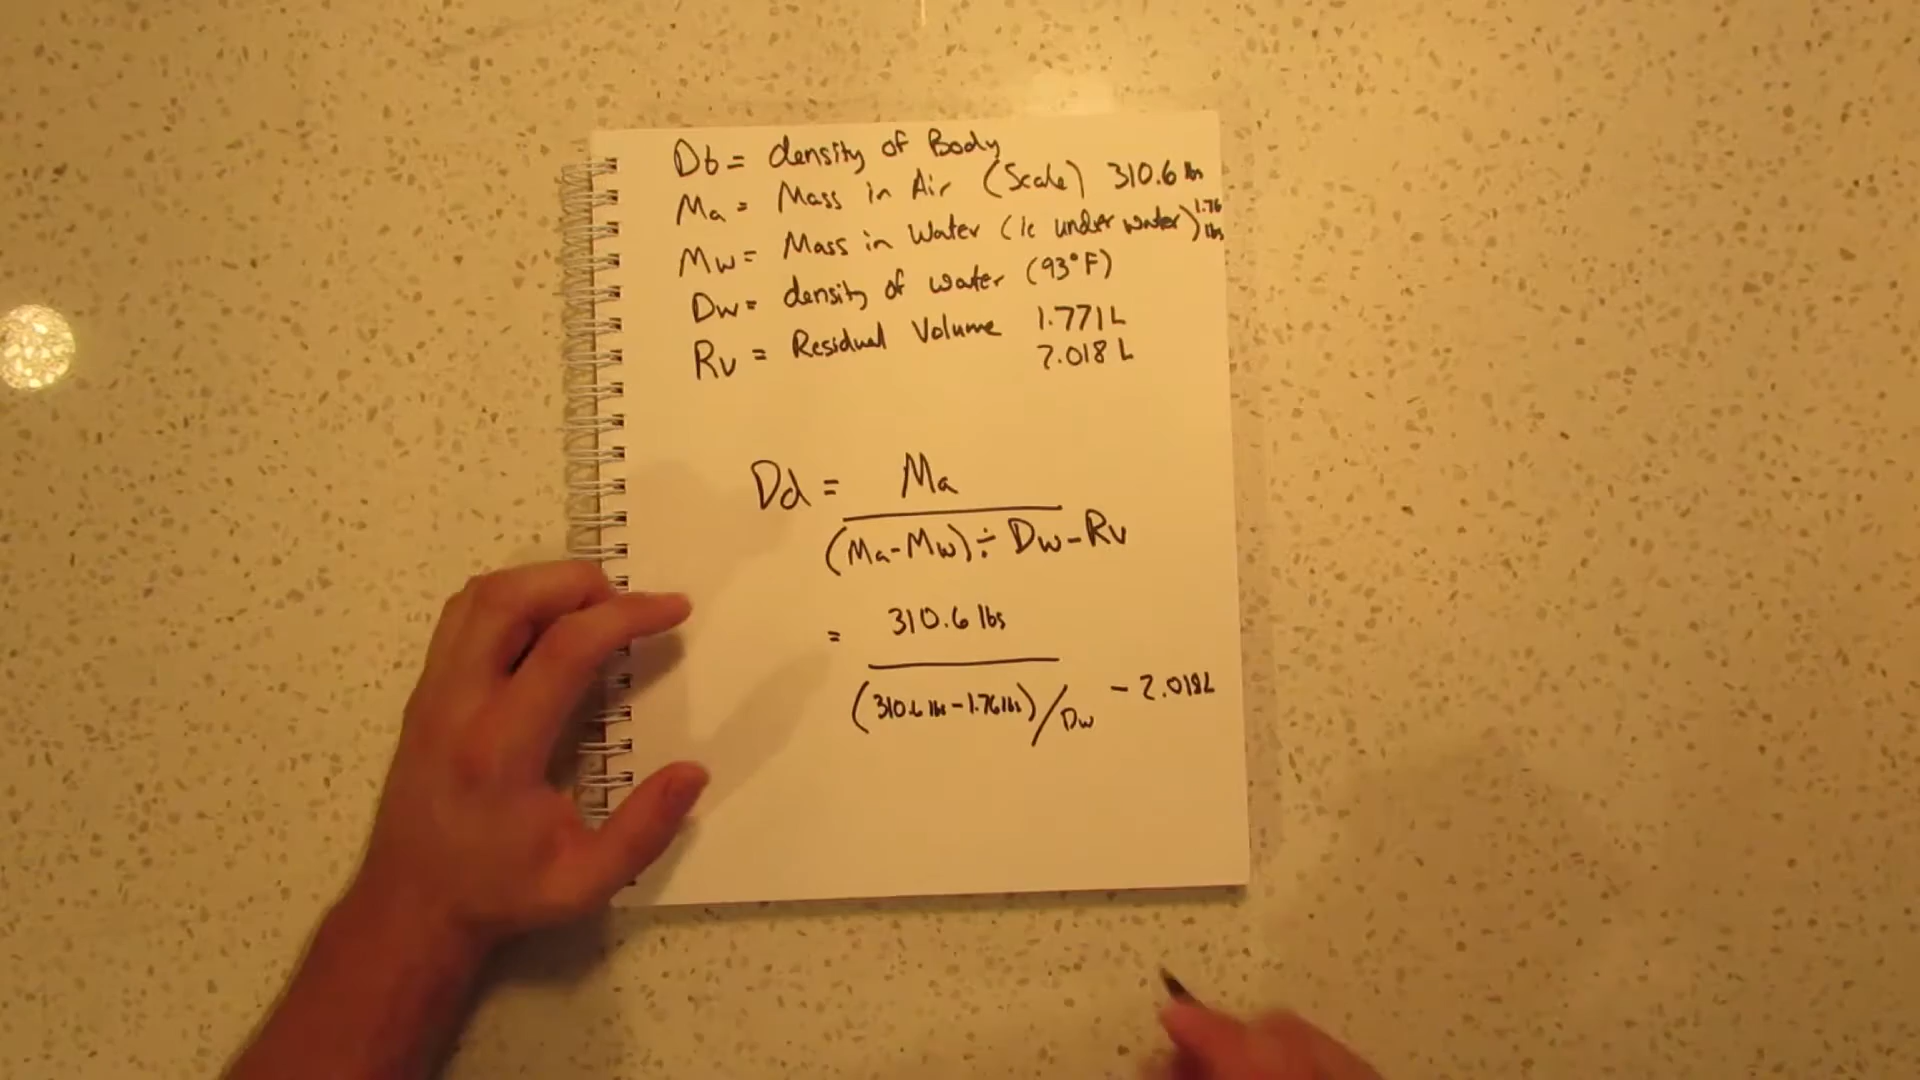 Db = density of Body
Ma = Mass in Air (Scale) 310.6 lbs
Mw = Mass in Water (ie under water) 1.76 lbs
Dw = density of water (93°F)
Rv = Residual Volume 1.771L
2.018 L
Dd = Ma
(Ma-Mw) ÷ Dw-Rv
= 310.6 lbs
(310.6 lbs - 1.76 lbs) / Dw - 2.018L